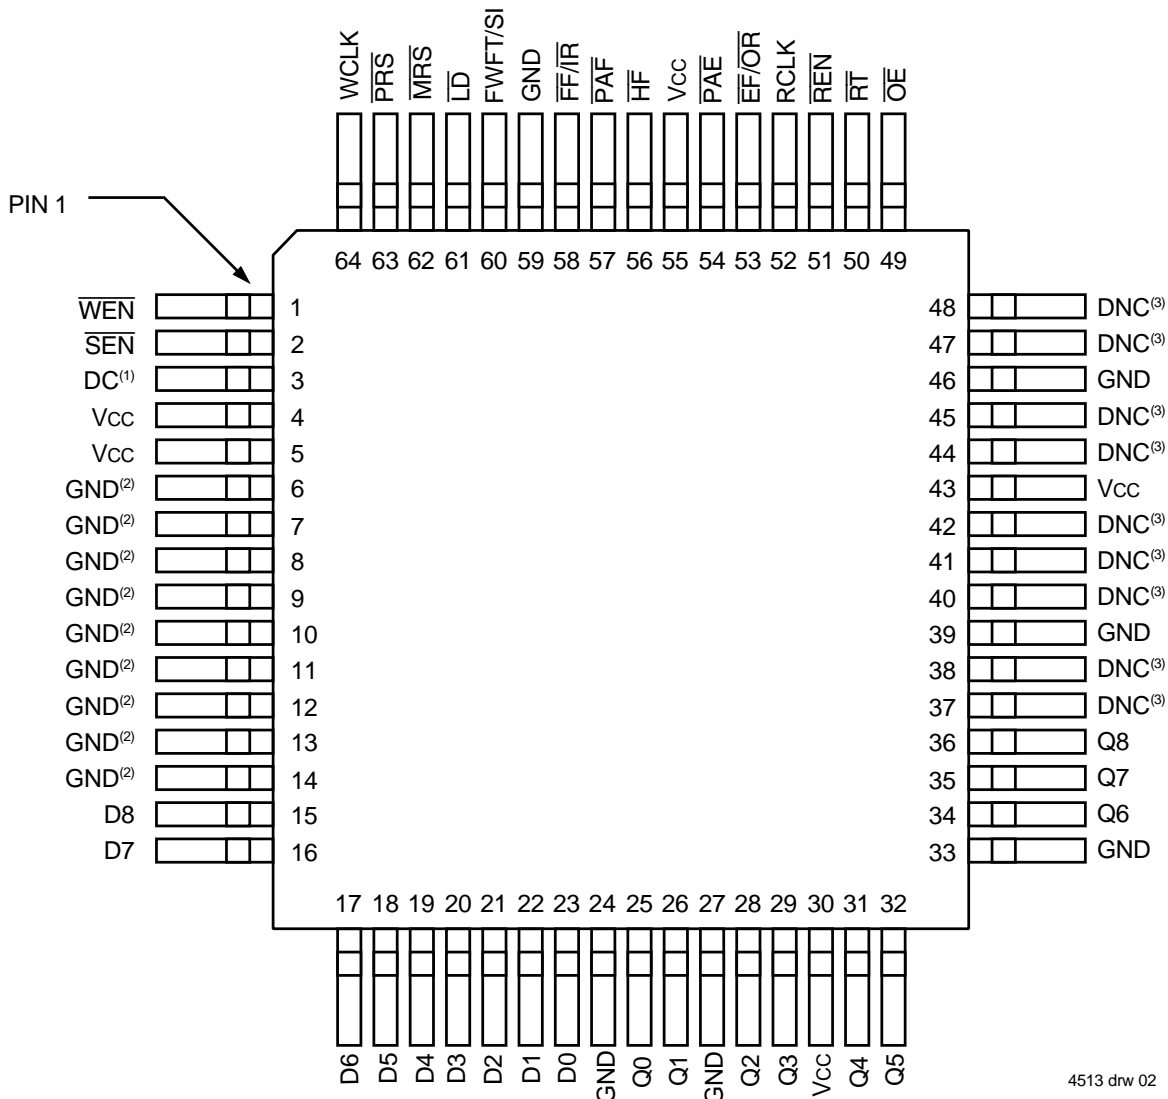 WCLK
PRS
MRS
LD
FWFT/SI
GND
FF/IR
PAF
HF
VCC
PAE
EF/OR
RCLK
REN
RT
OE
PIN 1
64 63 62 61 60 59 58 57 56 55 54 53 52 51 50 49
WEN 1 48 DNC(3)
SEN 2 47 DNC(3)
DC(1) 3 46 GND
VCC 4 45 DNC(3)
VCC 5 44 DNC(3)
GND(2) 6 43 VCC
GND(2) 7 42 DNC(3)
GND(2) 8 41 DNC(3)
GND(2) 9 40 DNC(3)
GND(2) 10 39 GND
GND(2) 11 38 DNC(3)
GND(2) 12 37 DNC(3)
GND(2) 13 36 Q8
GND(2) 14 35 Q7
D8 15 34 Q6
D7 16 33 GND
17 18 19 20 21 22 23 24 25 26 27 28 29 30 31 32
D6
D5
D4
D3
D2
D1
D0
GND
Q0
Q1
GND
Q2
Q3
VCC
Q4
Q5
4513 drw 02